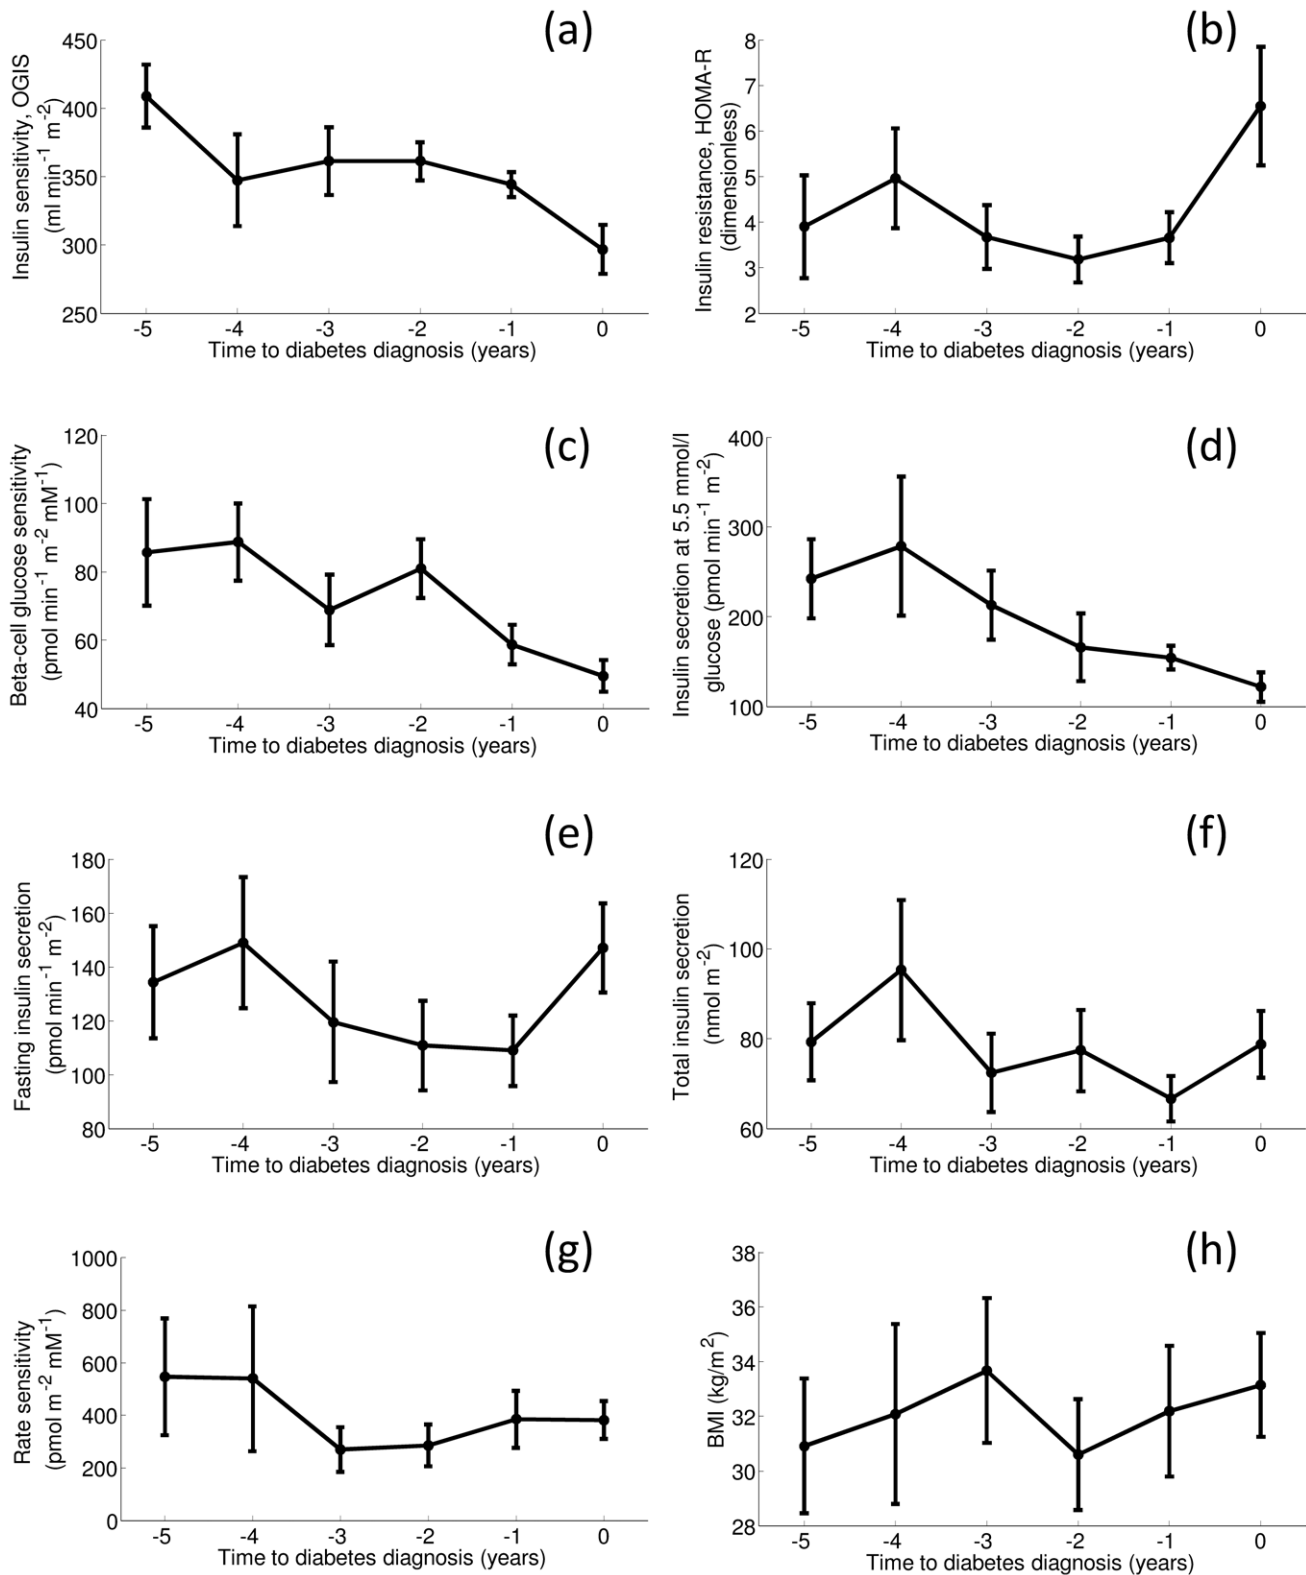 (a)
Insulin sensitivity, OGIS
(ml min-1 m-2)
450
400
350
300
250
-5 -4 -3 -2 -1 0
Time to diabetes diagnosis (years)
(b)
Insulin resistance, HOMA-R
(dimensionless)
8
7
6
5
4
3
2
-5 -4 -3 -2 -1 0
Time to diabetes diagnosis (years)
(c)
Beta-cell glucose sensitivity
(pmol min-1 m-2 mM-1)
120
100
80
60
40
-5 -4 -3 -2 -1 0
Time to diabetes diagnosis (years)
(d)
Insulin secretion at 5.5 mmol/l
glucose (pmol min-1 m-2)
400
300
200
100
-5 -4 -3 -2 -1 0
Time to diabetes diagnosis (years)
(e)
Fasting insulin secretion
(pmol min-1 m-2)
180
160
140
120
100
80
-5 -4 -3 -2 -1 0
Time to diabetes diagnosis (years)
(f)
Total insulin secretion
(nmol m-2)
120
100
80
60
-5 -4 -3 -2 -1 0
Time to diabetes diagnosis (years)
(g)
Rate sensitivity
(pmol m-2 mM-1)
1000
800
600
400
200
0
-5 -4 -3 -2 -1 0
Time to diabetes diagnosis (years)
(h)
BMI (kg/m2)
38
36
34
32
30
28
-5 -4 -3 -2 -1 0
Time to diabetes diagnosis (years)